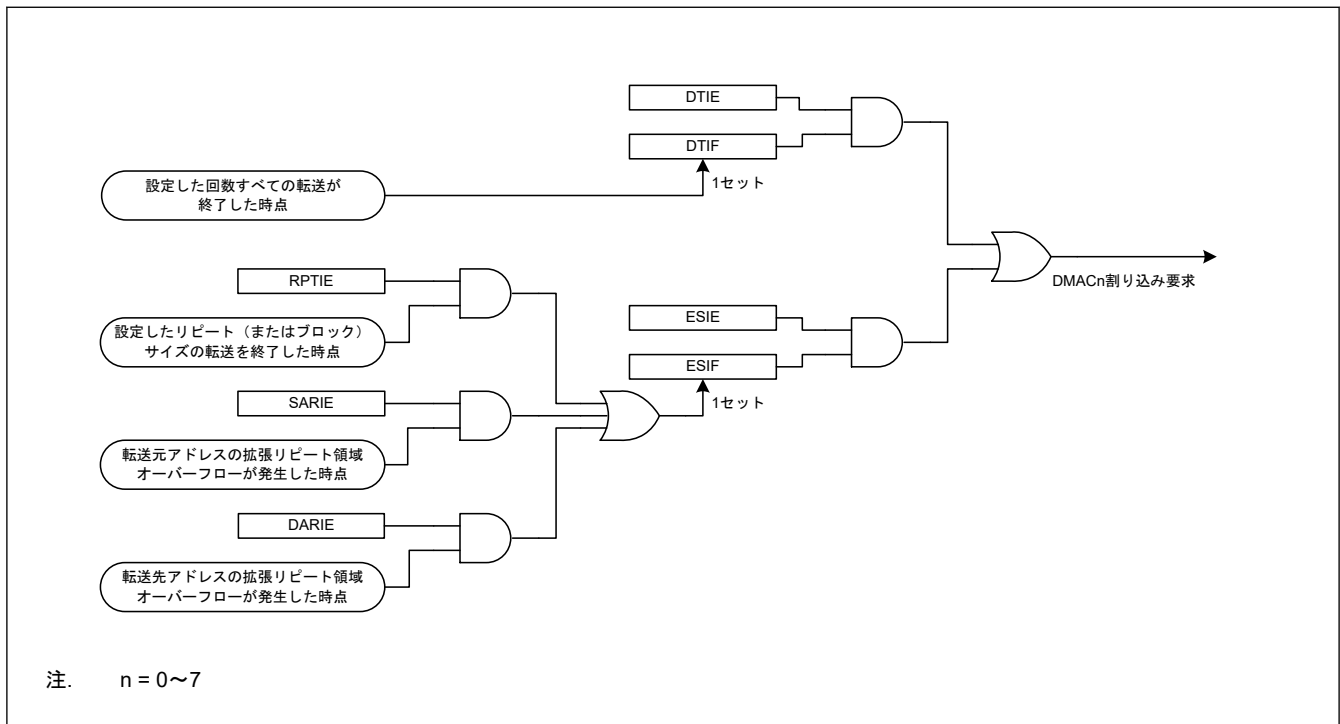 DTIE
DTIF
1セット
設定した回数すべての転送が
終了した時点
RPTIE
設定したリピート（またはブロック）
サイズの転送を終了した時点
SARIE
転送元アドレスの拡張リピート領域
オーバーフローが発生した時点
DARIE
転送先アドレスの拡張リピート領域
オーバーフローが発生した時点
ESIE
ESIF
1セット
DMACn割り込み要求
注. n = 0～7